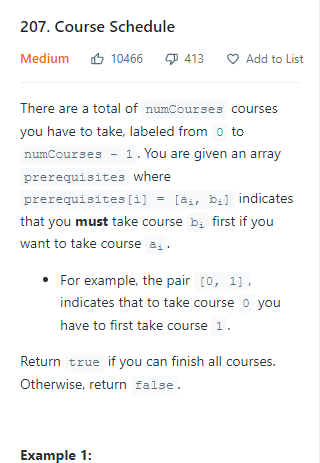 207. Course Schedule
Medium 10466 413 Add to List
There are a total of numCourses courses
you have to take, labeled from 0 to
numCourses - 1. You are given an array
prerequisites where
prerequisites[i] = [aᵢ, bᵢ] indicates
that you must take course bᵢ first if you
want to take course aᵢ.
• For example, the pair [0, 1],
indicates that to take course 0 you
have to first take course 1.
Return true if you can finish all courses.
Otherwise, return false.
Example 1: